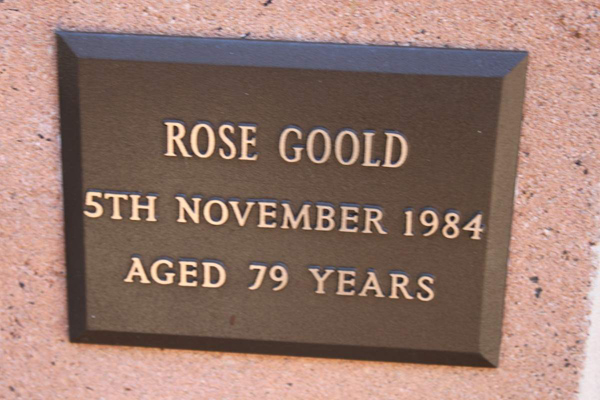 ROSE GOOLD
5TH NOVEMBER 1984
AGED 79 YEARS